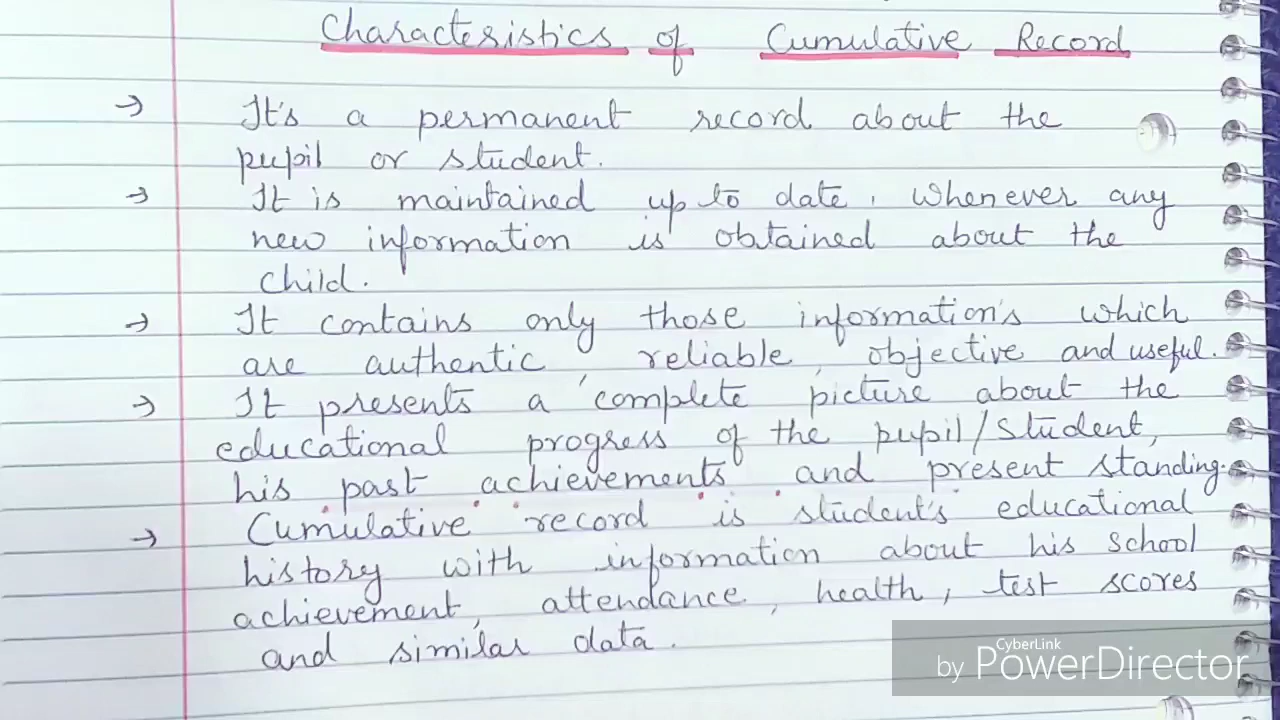 Characteristics of Cumulative Record
→ It's a permanent record about the
pupil or student.
→ It is maintained up to date, whenever any
new information is obtained about the
child.
→ It contains only those information's which
are authentic, reliable, objective and useful.
→ It presents a complete picture about the
educational progress of the pupil/student,
his past achievements and present standing.
→ Cumulative record is student's educational
history with information about his school
achievement, attendance, health, test scores
and similar data.
CyberLink
by PowerDirector